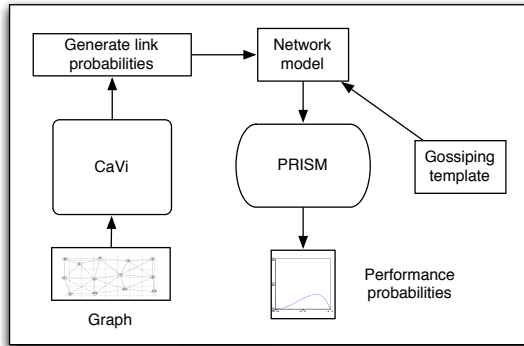 Generate link
probabilities
Network
model
CaVi
PRISM
Gossiping
template
Graph
Performance
probabilities